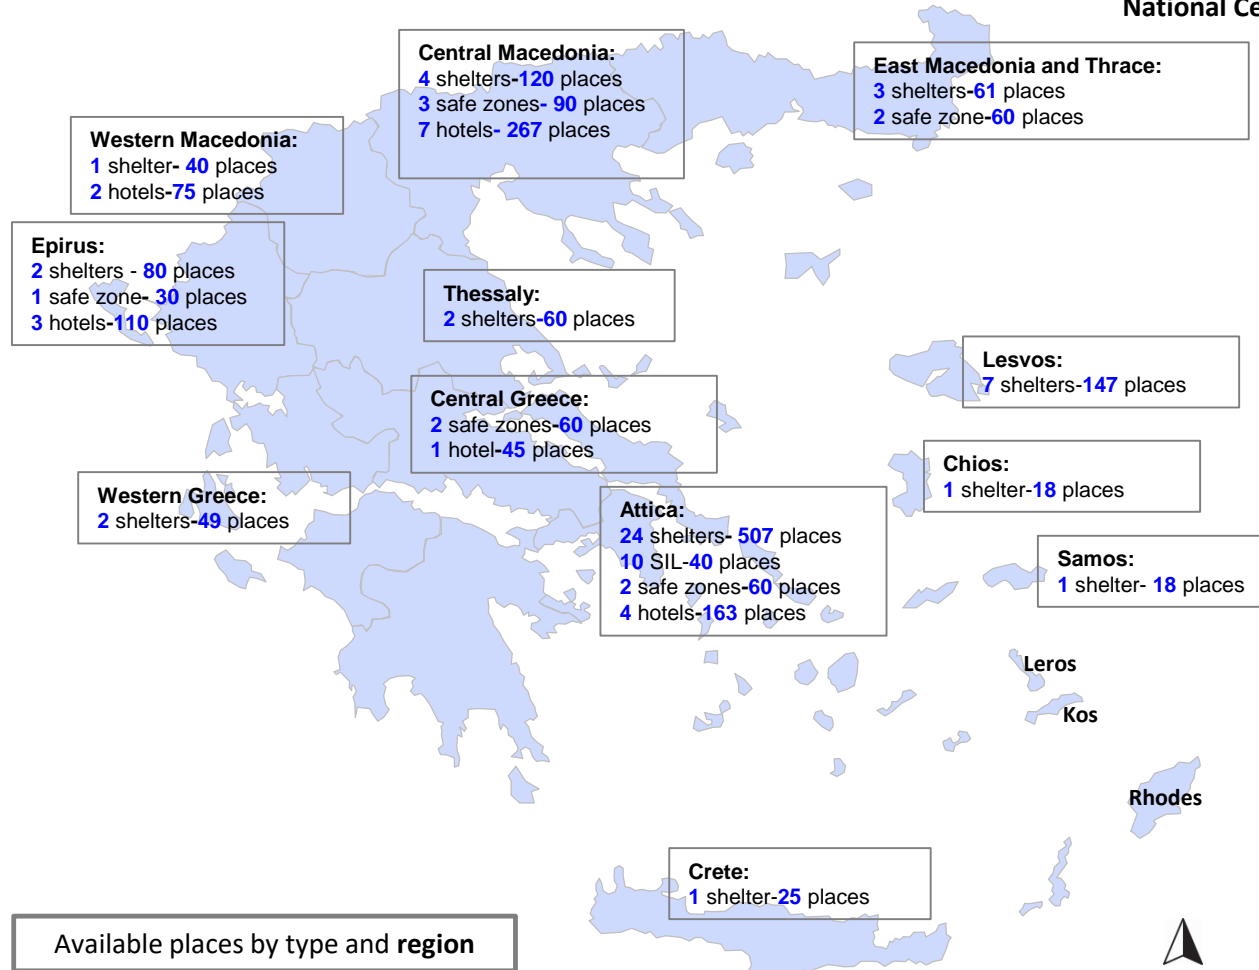 National Ce
Central Macedonia:
4 shelters-120 places
3 safe zones- 90 places
7 hotels- 267 places
East Macedonia and Thrace:
3 shelters-61 places
2 safe zone-60 places
Western Macedonia:
1 shelter- 40 places
2 hotels-75 places
Epirus:
2 shelters - 80 places
1 safe zone- 30 places
3 hotels-110 places
Thessaly:
2 shelters-60 places
Lesvos:
7 shelters-147 places
Central Greece:
2 safe zones-60 places
1 hotel-45 places
Chios:
1 shelter-18 places
Western Greece:
2 shelters-49 places
Attica:
24 shelters- 507 places
10 SIL-40 places
2 safe zones-60 places
4 hotels-163 places
Samos:
1 shelter- 18 places
Leros
Kos
Rhodes
Crete:
1 shelter-25 places
Available places by type and region